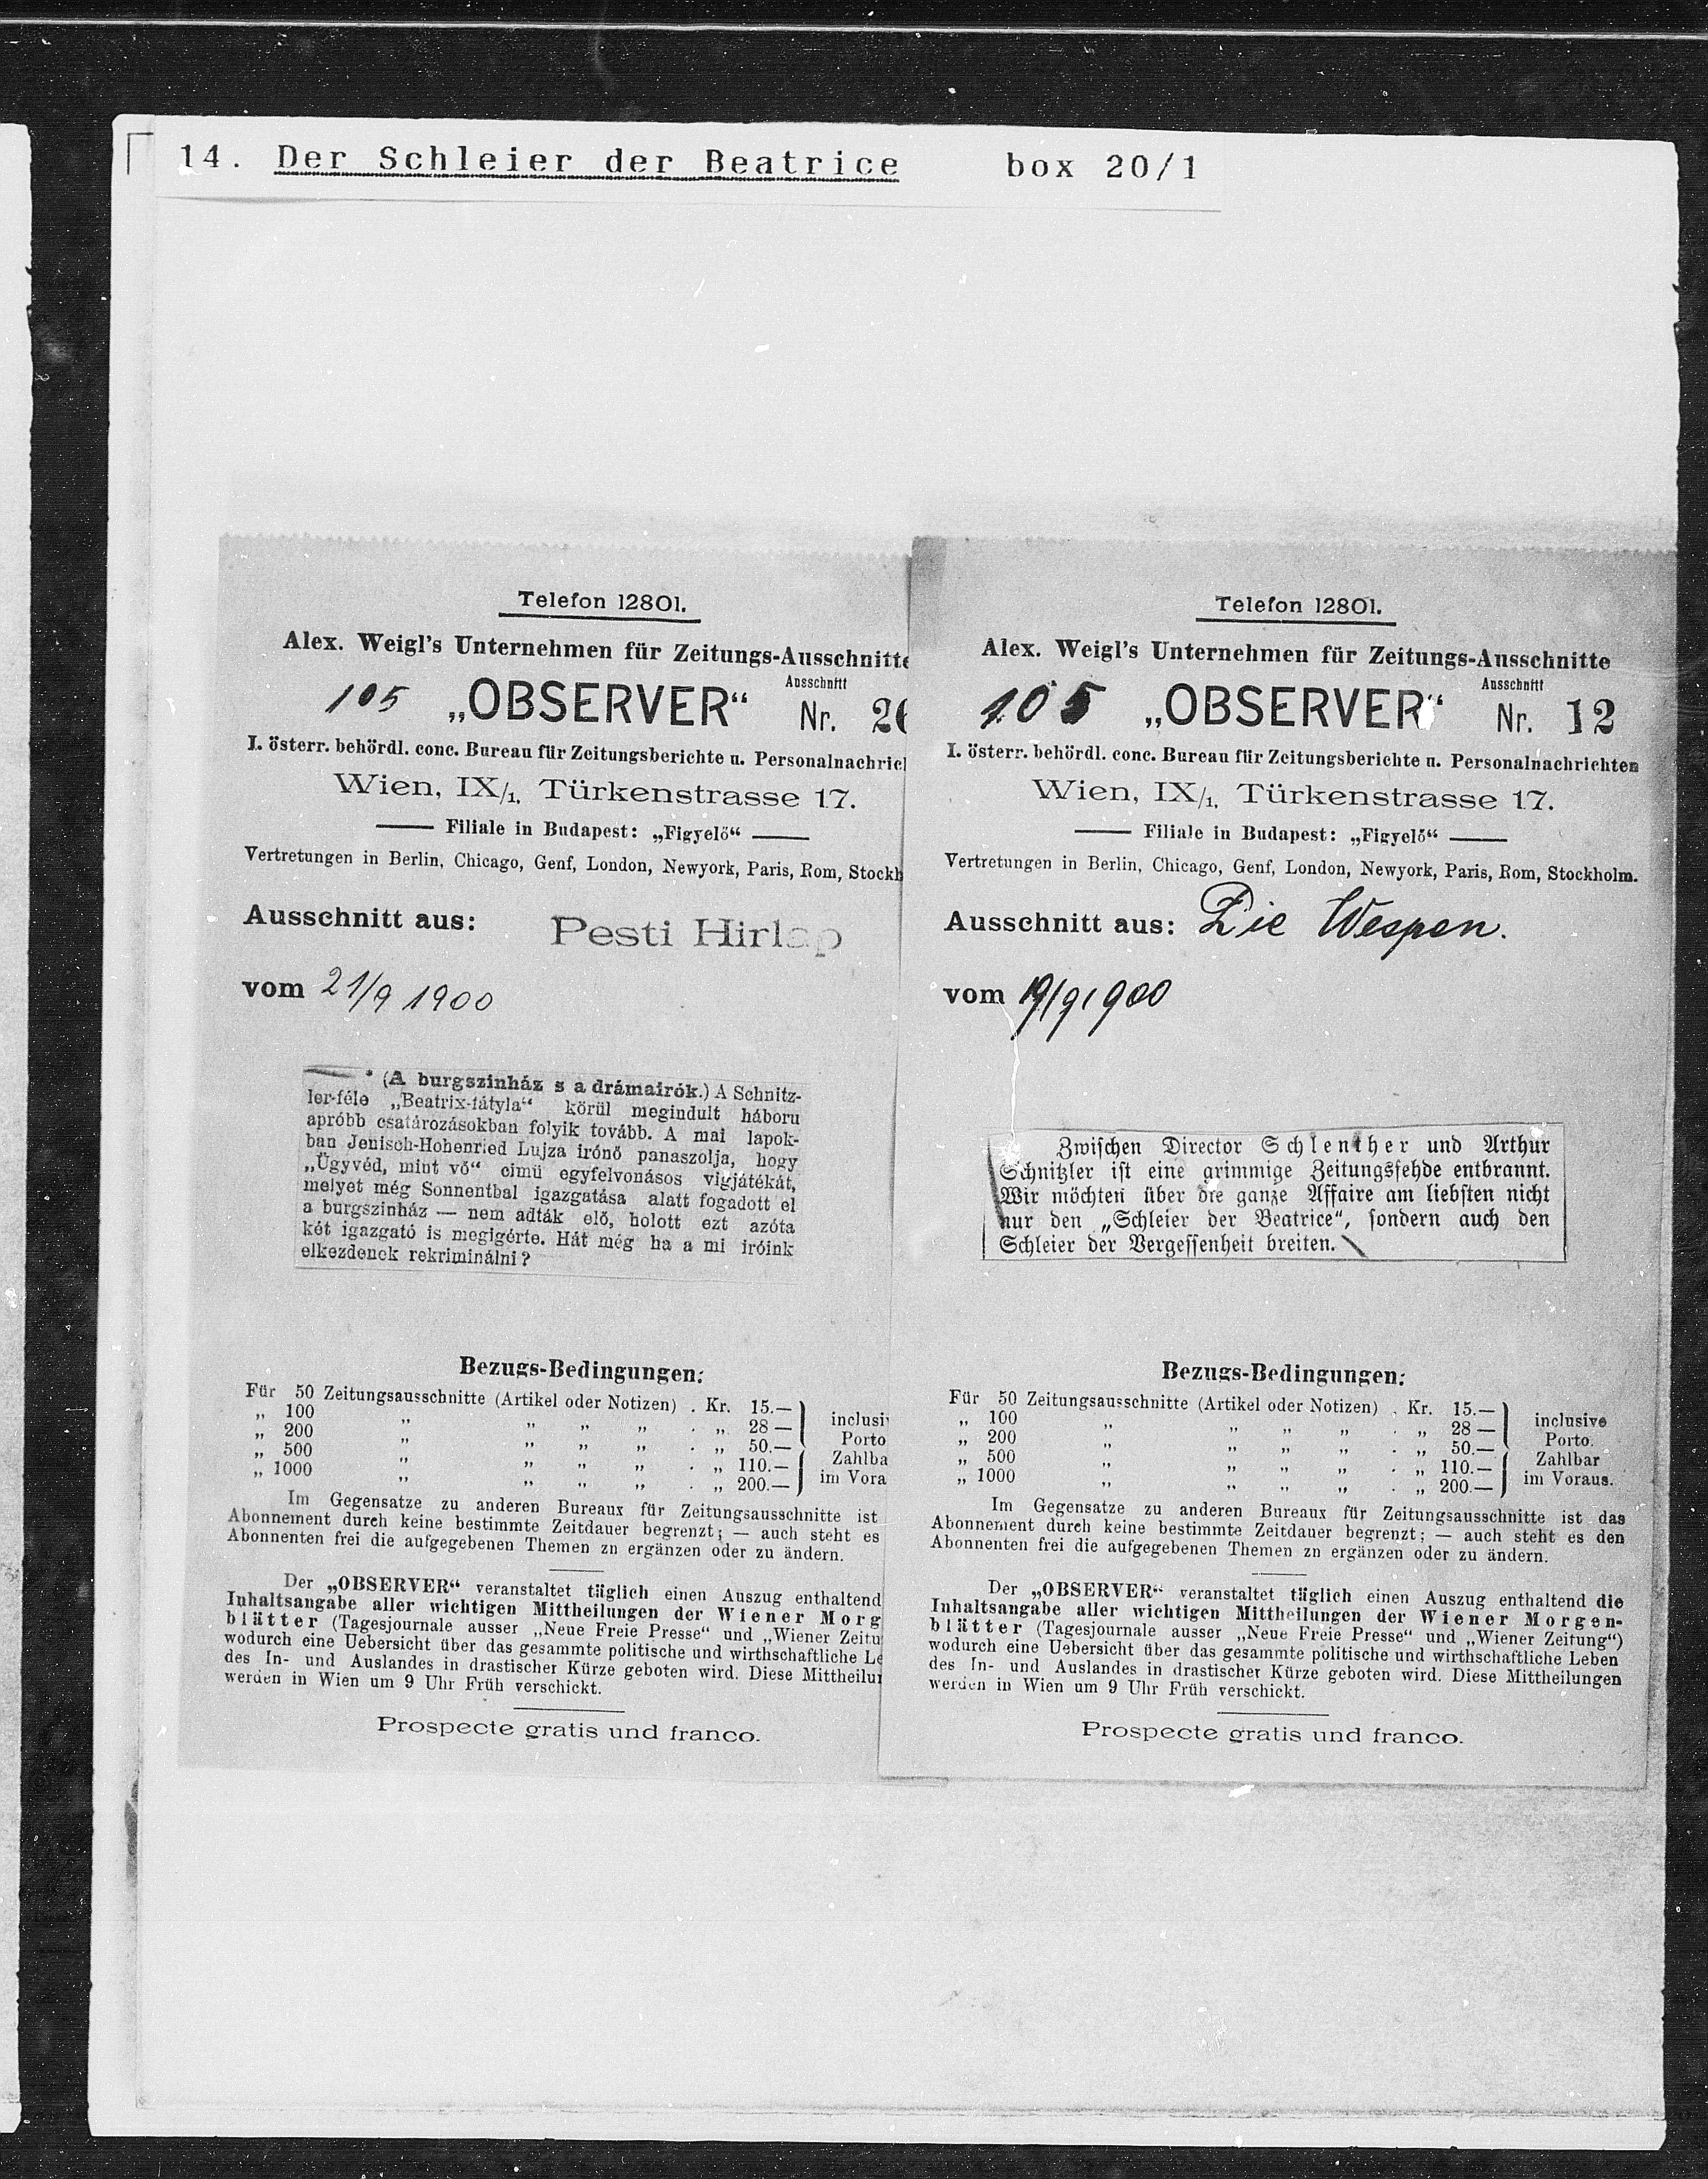 14. Der Schleier der Beatrice box 20/1
Telefon 12801.
Alex. Weigl's Unternehmen für Zeitungs-Ausschnitte
105 „OBSERVER“ Ausschnitt Nr. 26
I. österr. behördl. conc. Bureau für Zeitungsberichte u. Personalnachric
Wien, IX/1, Türkenstrasse 17.
Filiale in Budapest: „Figyelő“
Vertretungen in Berlin, Chicago, Genf, London, Newyork, Paris, Rom, Stockh
Ausschnitt aus: Pesti Hirlap
vom 21/9 1900
* (A burgszinház s a drámairók.) A Schnitz-
ler-féle „Beatrix-fátyla“ körül megindult háboru
apróbb csatározásokban folyik tovább. A mai lapok-
ban Jenisch-Hohenried Lujza irónő panaszolja, hogy
„Ügyvéd, mint vő“ cimü egyfelvonásos vigjátékát,
melyet még Sonnenthal igazgatása alatt fogadott el
a burgszinház — nem adták elő, holott ezt azóta
két igazgató is megigérte. Hát még ha a mi iróink
elkezdenek rekriminálni?
Bezugs-Bedingungen:
Für 50 Zeitungsausschnitte (Artikel oder Notizen) . Kr. 15.—
„ 100 „ „ „ „ . „ 28 — inclusi
„ 200 „ „ „ „ . „ 50.— Porto
„ 500 „ „ „ „ . „ 110.— Zahlba
„ 1000 „ „ „ „ . „ 200.— im Vora
Im Gegensatze zu anderen Bureaux für Zeitungsausschnitte ist
Abonnement durch keine bestimmte Zeitdauer begrenzt; — auch steht es
Abonnenten frei die aufgegebenen Themen zu ergänzen oder zu ändern.
Der „OBSERVER“ veranstaltet täglich einen Auszug enthaltend
Inhaltsangabe aller wichtigen Mittheilungen der Wiener Morg
blätter (Tagesjournale ausser „Neue Freie Presse“ und „Wiener Zeitu
wodurch eine Uebersicht über das gesammte politische und wirthschaftliche Le
des In- und Auslandes in drastischer Kürze geboten wird. Diese Mittheilu
werden in Wien um 9 Uhr Früh verschickt.
Prospecte gratis und franco.
Telefon 12801.
Alex. Weigl's Unternehmen für Zeitungs-Ausschnitte
105 „OBSERVER“ Ausschnitt Nr. 12
I. österr. behördl. conc. Bureau für Zeitungsberichte u. Personalnachrichten
Wien, IX/1, Türkenstrasse 17.
Filiale in Budapest: „Figyelő“
Vertretungen in Berlin, Chicago, Genf, London, Newyork, Paris, Rom, Stockholm.
Ausschnitt aus: Die Wespen.
vom 19/9 1900
Zwischen Director Schlenther und Arthur
Schnitzler ist eine grimmige Zeitungsfehde entbrannt.
Wir möchten über die ganze Affaire am liebsten nicht
nur den „Schleier der Beatrice“, sondern auch den
Schleier der Vergessenheit breiten.
Bezugs-Bedingungen:
Für 50 Zeitungsausschnitte (Artikel oder Notizen) . Kr. 15.—
„ 100 „ „ „ „ . „ 28 — inclusive
„ 200 „ „ „ „ . „ 50.— Porto.
„ 500 „ „ „ „ . „ 110.— Zahlbar
„ 1000 „ „ „ „ . „ 200.— im Voraus.
Im Gegensatze zu anderen Bureaux für Zeitungsausschnitte ist das
Abonnement durch keine bestimmte Zeitdauer begrenzt; — auch steht es den
Abonnenten frei die aufgegebenen Themen zu ergänzen oder zu ändern.
Der „OBSERVER“ veranstaltet täglich einen Auszug enthaltend die
Inhaltsangabe aller wichtigen Mittheilungen der Wiener Morgen-
blätter (Tagesjournale ausser „Neue Freie Presse“ und „Wiener Zeitung“)
wodurch eine Uebersicht über das gesammte politische und wirthschaftliche Leben
des In- und Auslandes in drastischer Kürze geboten wird. Diese Mittheilungen
werden in Wien um 9 Uhr Früh verschickt.
Prospecte gratis und franco.